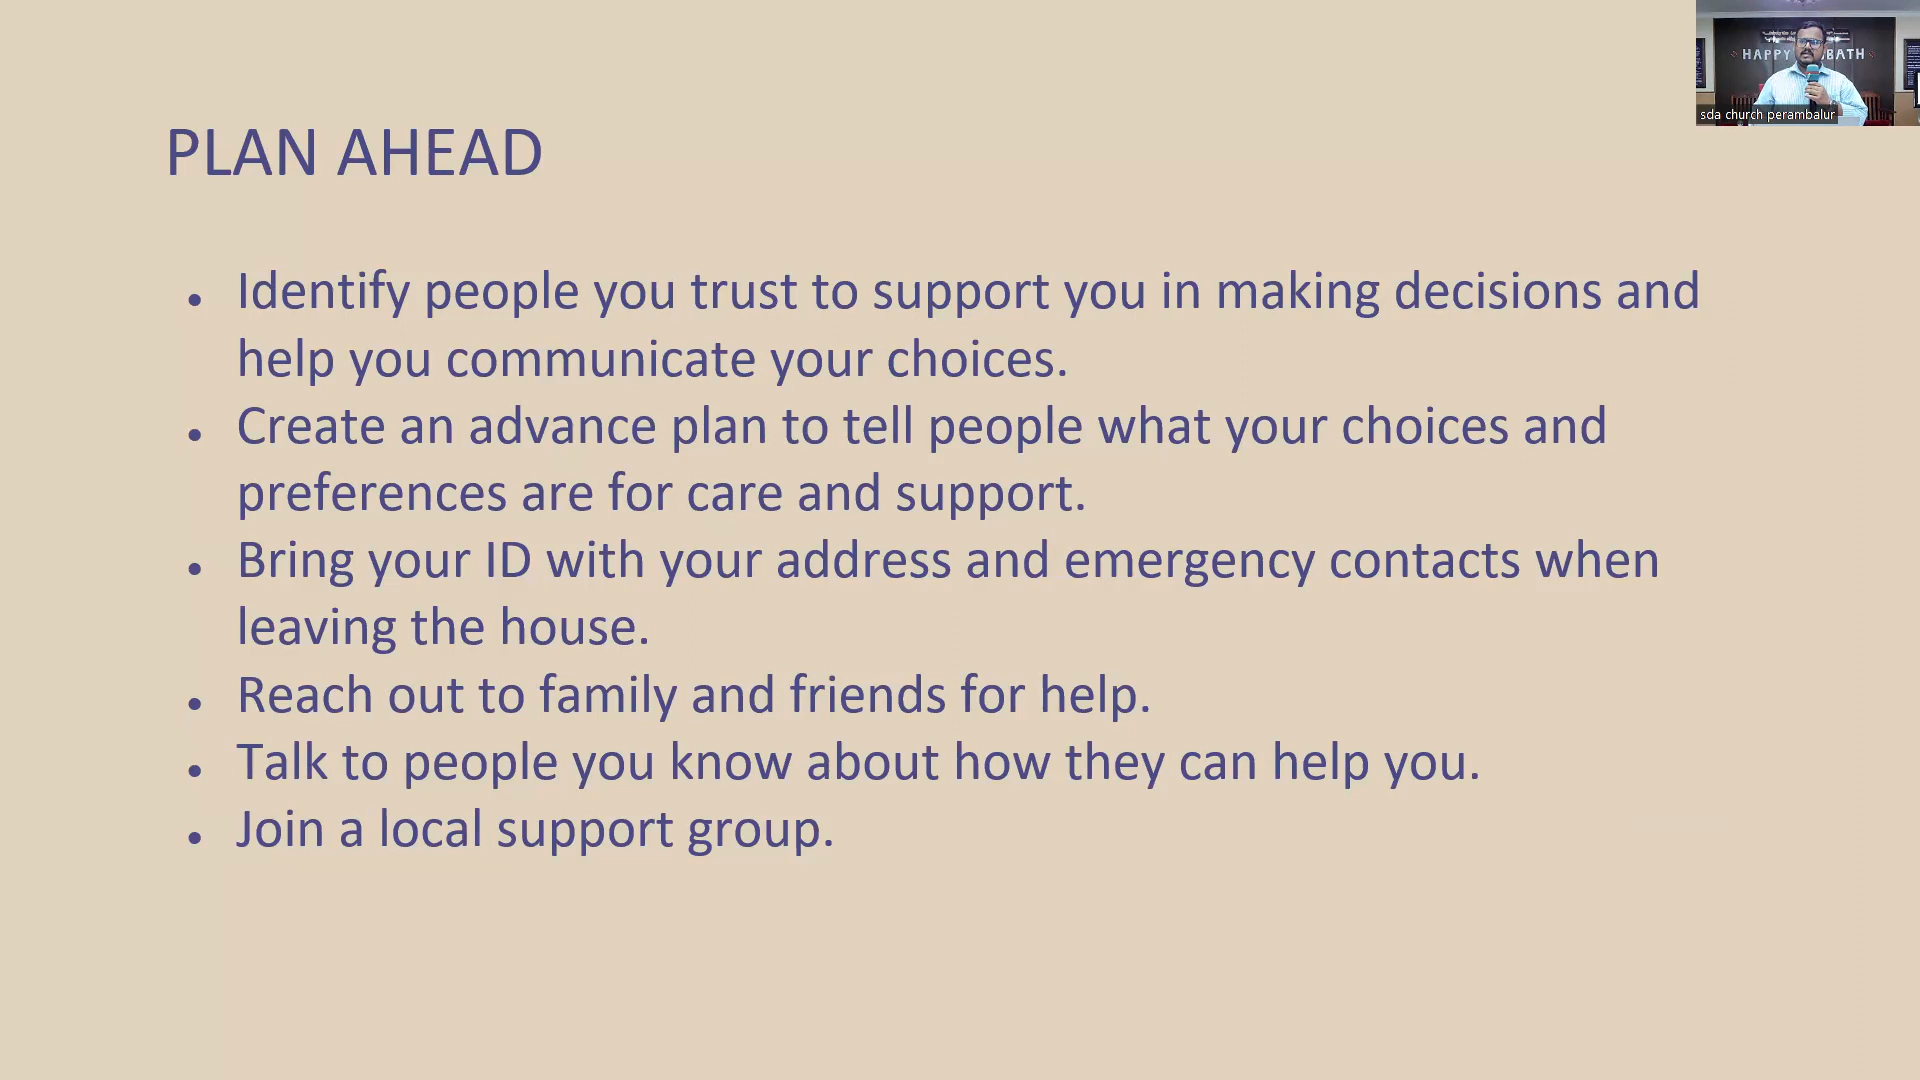 PLAN AHEAD
• Identify people you trust to support you in making decisions and
help you communicate your choices.
• Create an advance plan to tell people what your choices and
preferences are for care and support.
• Bring your ID with your address and emergency contacts when
leaving the house.
• Reach out to family and friends for help.
• Talk to people you know about how they can help you.
• Join a local support group.
HAPPY BATH
sda church perambalur